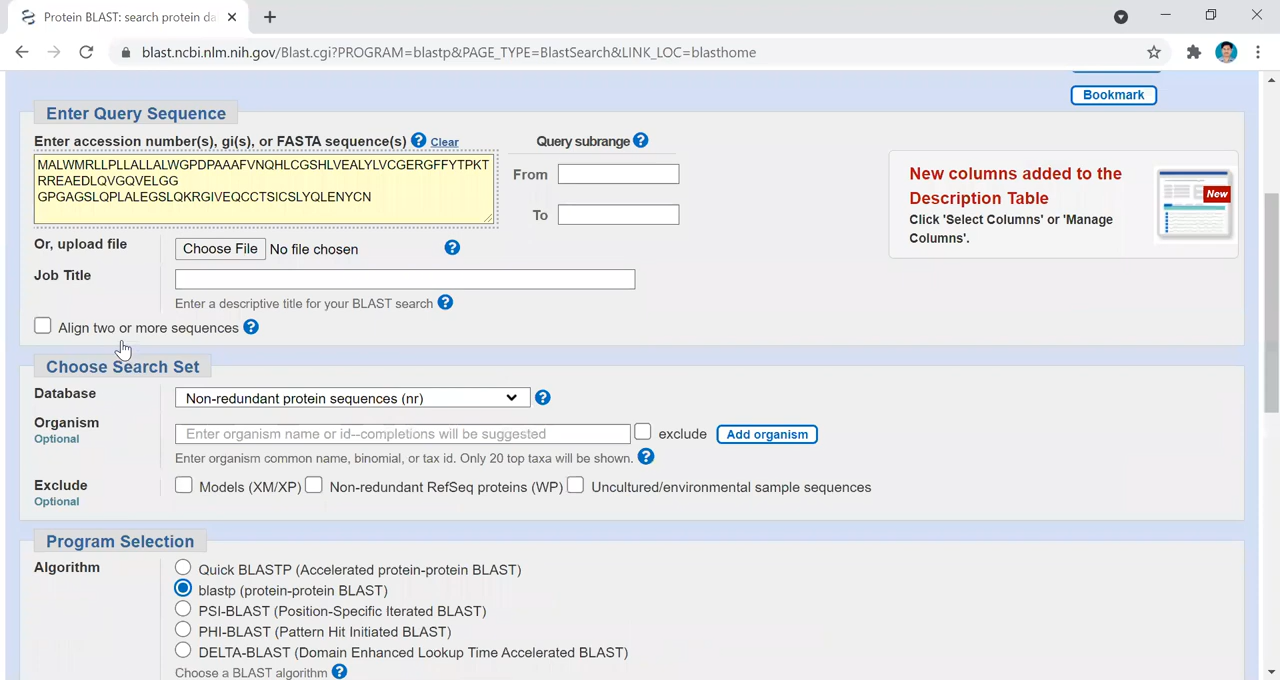 Protein BLAST: search protein da
blast.ncbi.nlm.nih.gov/Blast.cgi?PROGRAM=blastp&PAGE_TYPE=BlastSearch&LINK_LOC=blasthome
Bookmark
Enter Query Sequence
Enter accession number(s), gi(s), or FASTA sequence(s) ? Clear
Query subrange ?
MALWMRLLPLLALLALWGPDPAAAFVNQHLCGSHLVEALYLVCGERGFFYTPKT
RREAEDLQVGQVELGG
GPGAGSLQPLALEGSLQKRGIVEQCCTSICSLYQLENYCN
From
To
New columns added to the
Description Table
Click 'Select Columns' or 'Manage
Columns'.
New
Or, upload file Choose File No file chosen ?
Job Title
Enter a descriptive title for your BLAST search ?
Align two or more sequences ?
Choose Search Set
Database Non-redundant protein sequences (nr) ?
Organism
Optional
Enter organism name or id--completions will be suggested exclude Add organism
Enter organism common name, binomial, or tax id. Only 20 top taxa will be shown. ?
Exclude
Optional
Models (XM/XP) Non-redundant RefSeq proteins (WP) Uncultured/environmental sample sequences
Program Selection
Algorithm
Quick BLASTP (Accelerated protein-protein BLAST)
blastp (protein-protein BLAST)
PSI-BLAST (Position-Specific Iterated BLAST)
PHI-BLAST (Pattern Hit Initiated BLAST)
DELTA-BLAST (Domain Enhanced Lookup Time Accelerated BLAST)
Choose a BLAST algorithm ?